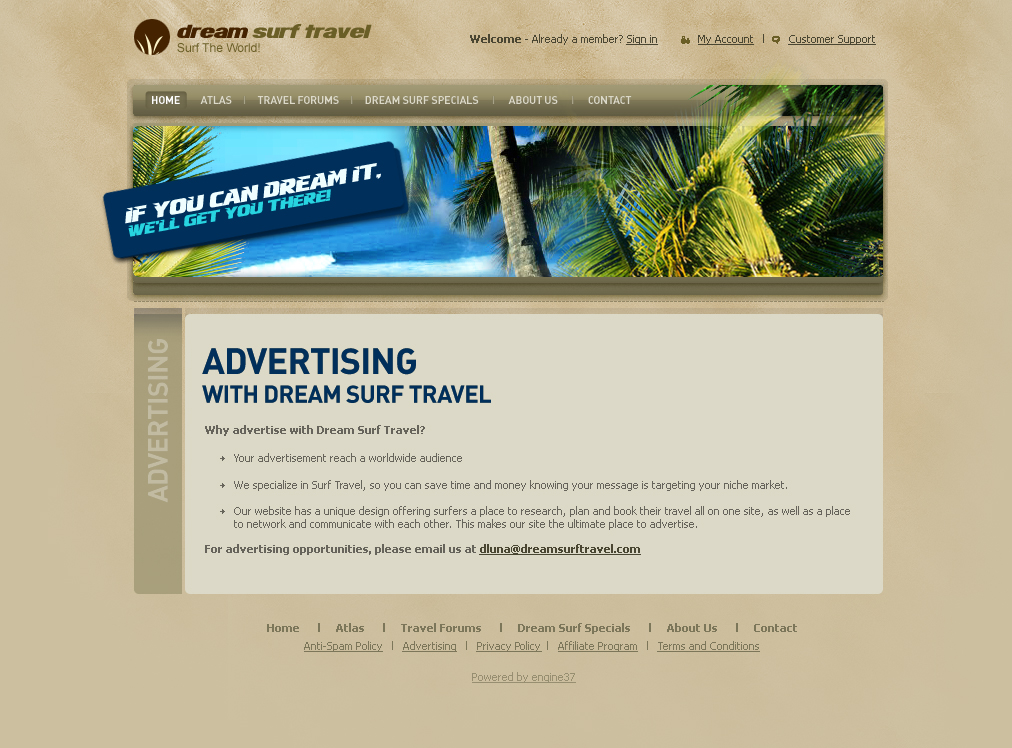 dream surf travel
Surf The World!
Welcome - Already a member? Sign in
My Account | Customer Support
HOME
ATLAS | TRAVEL FORUMS | DREAM SURF SPECIALS | ABOUT US | CONTACT
IF YOU CAN DREAM IT,
WE'LL GET YOU THERE!
ADVERTISING
ADVERTISING
WITH DREAM SURF TRAVEL
Why advertise with Dream Surf Travel?
Your advertisement reach a worldwide audience
We specialize in Surf Travel, so you can save time and money knowing your message is targeting your niche market.
Our website has a unique design offering surfers a place to research, plan and book their travel all on one site, as well as a place
to network and communicate with each other. This makes our site the ultimate place to advertise.
For advertising opportunities, please email us at dluna@dreamsurftravel.com
Home | Atlas | Travel Forums | Dream Surf Specials | About Us | Contact
Anti-Spam Policy | Advertising | Privacy Policy | Affiliate Program | Terms and Conditions
Powered by engine37